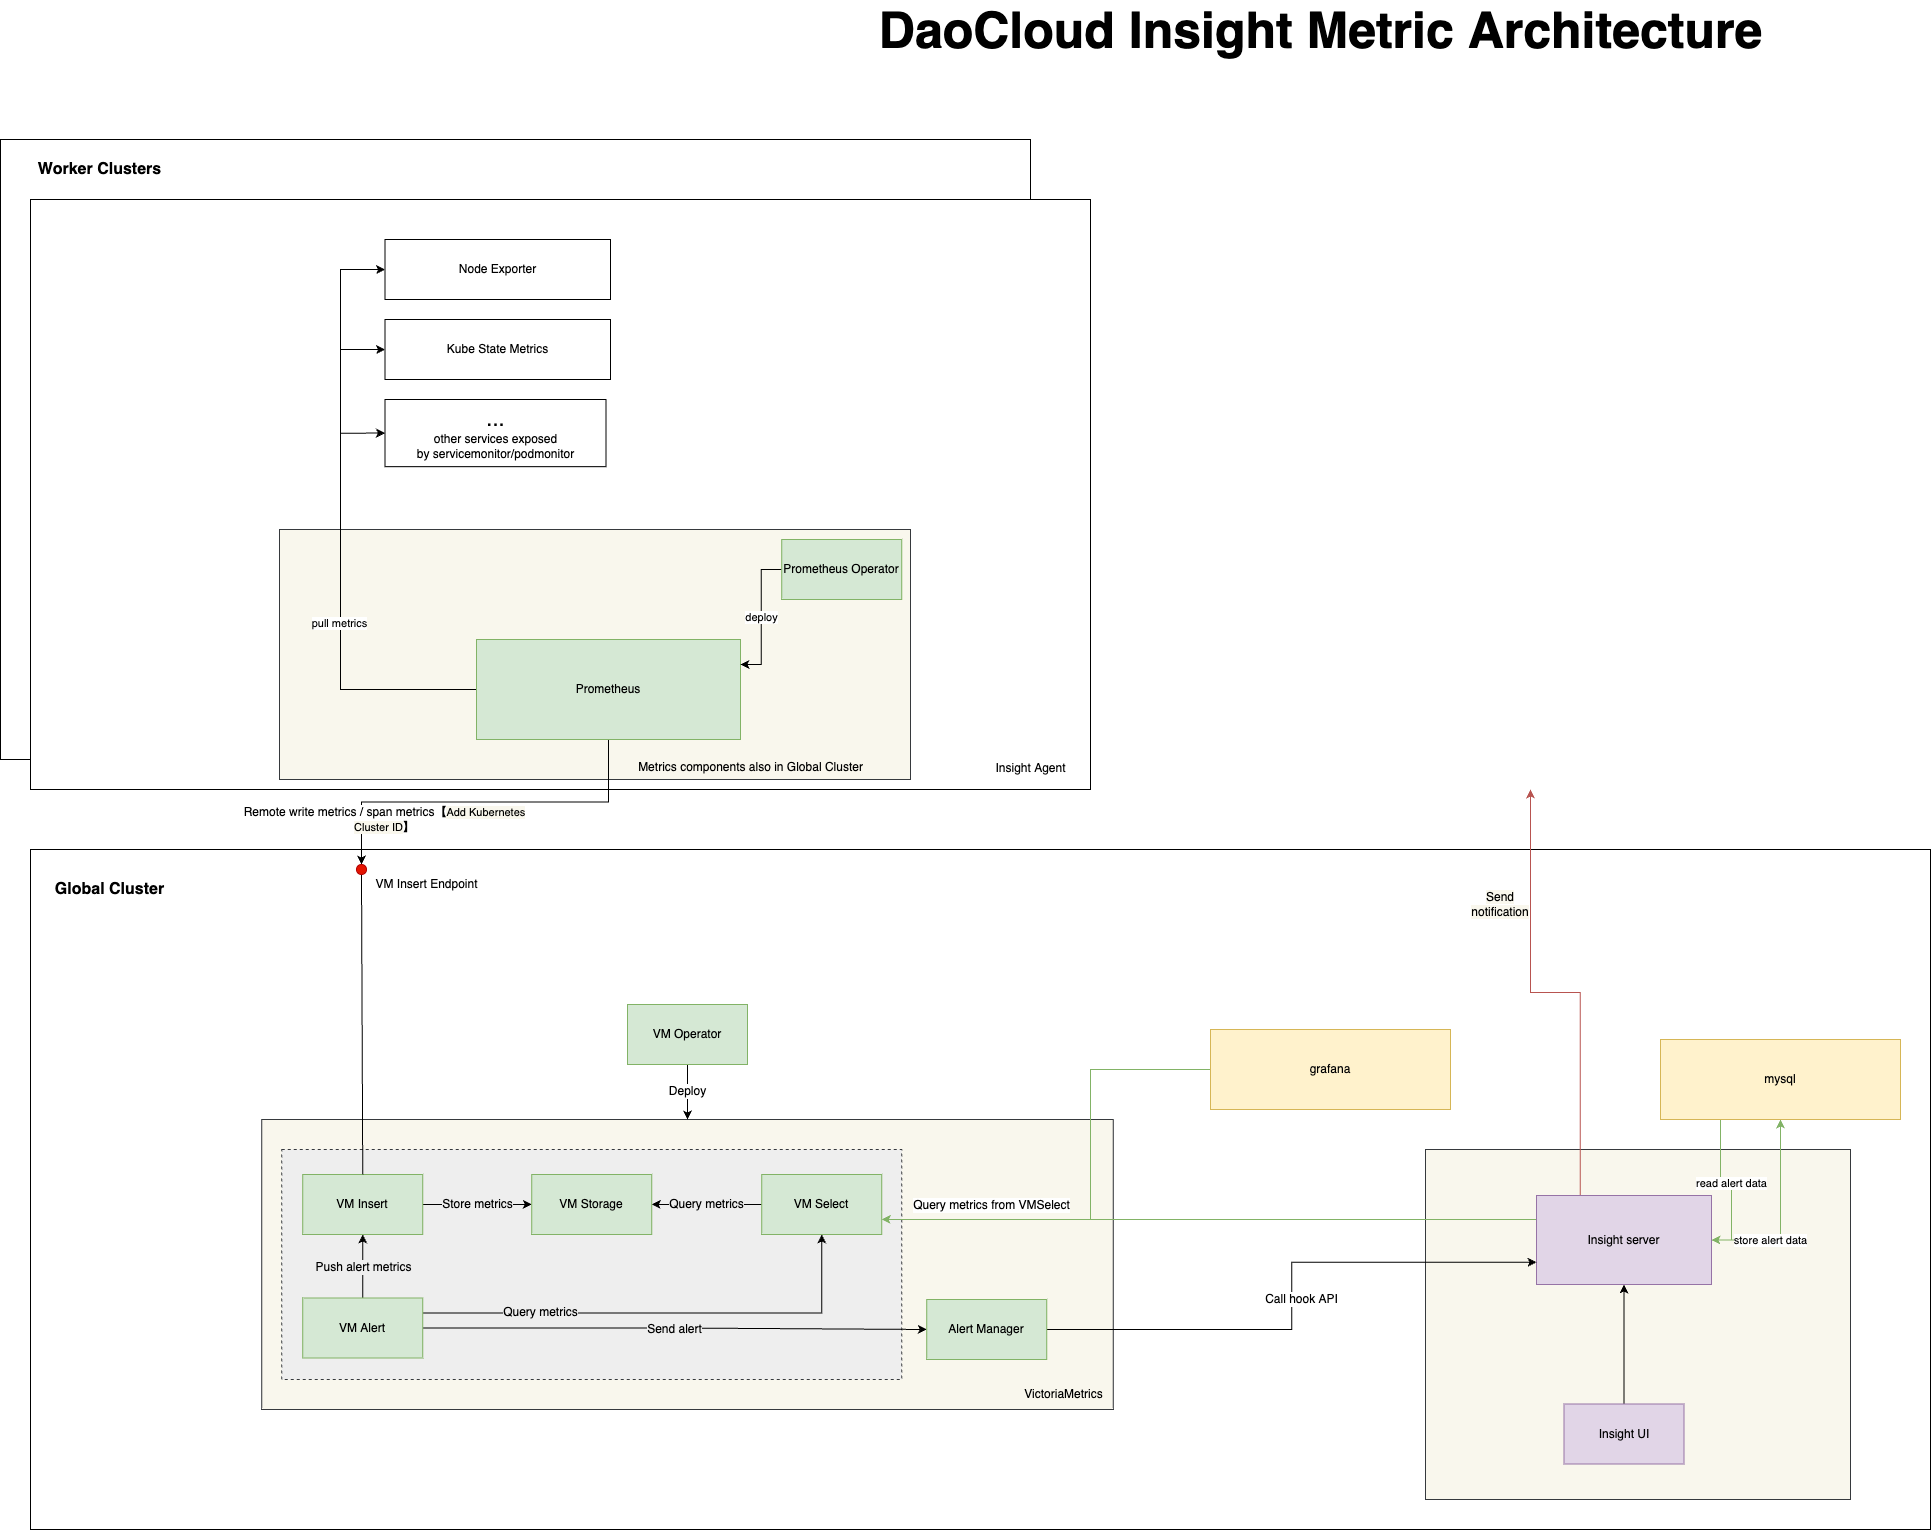 DaoCloud Insight Metric Architecture
Worker Clusters
Node Exporter
Kube State Metrics
...
other services exposed
by servicemonitor/podmonitor
Prometheus Operator
deploy
pull metrics
Prometheus
Metrics components also in Global Cluster
Insight Agent
Remote write metrics / span metrics【Add Kubernetes
Cluster ID】
VM Insert Endpoint
Global Cluster
Send
notification
VM Operator
Deploy
grafana
mysql
VM Insert
Store metrics
VM Storage
Query metrics
VM Select
Query metrics from VMSelect
read alert data
Insight server
store alert data
Push alert metrics
Query metrics
VM Alert
Send alert
Alert Manager
Call hook API
VictoriaMetrics
Insight UI